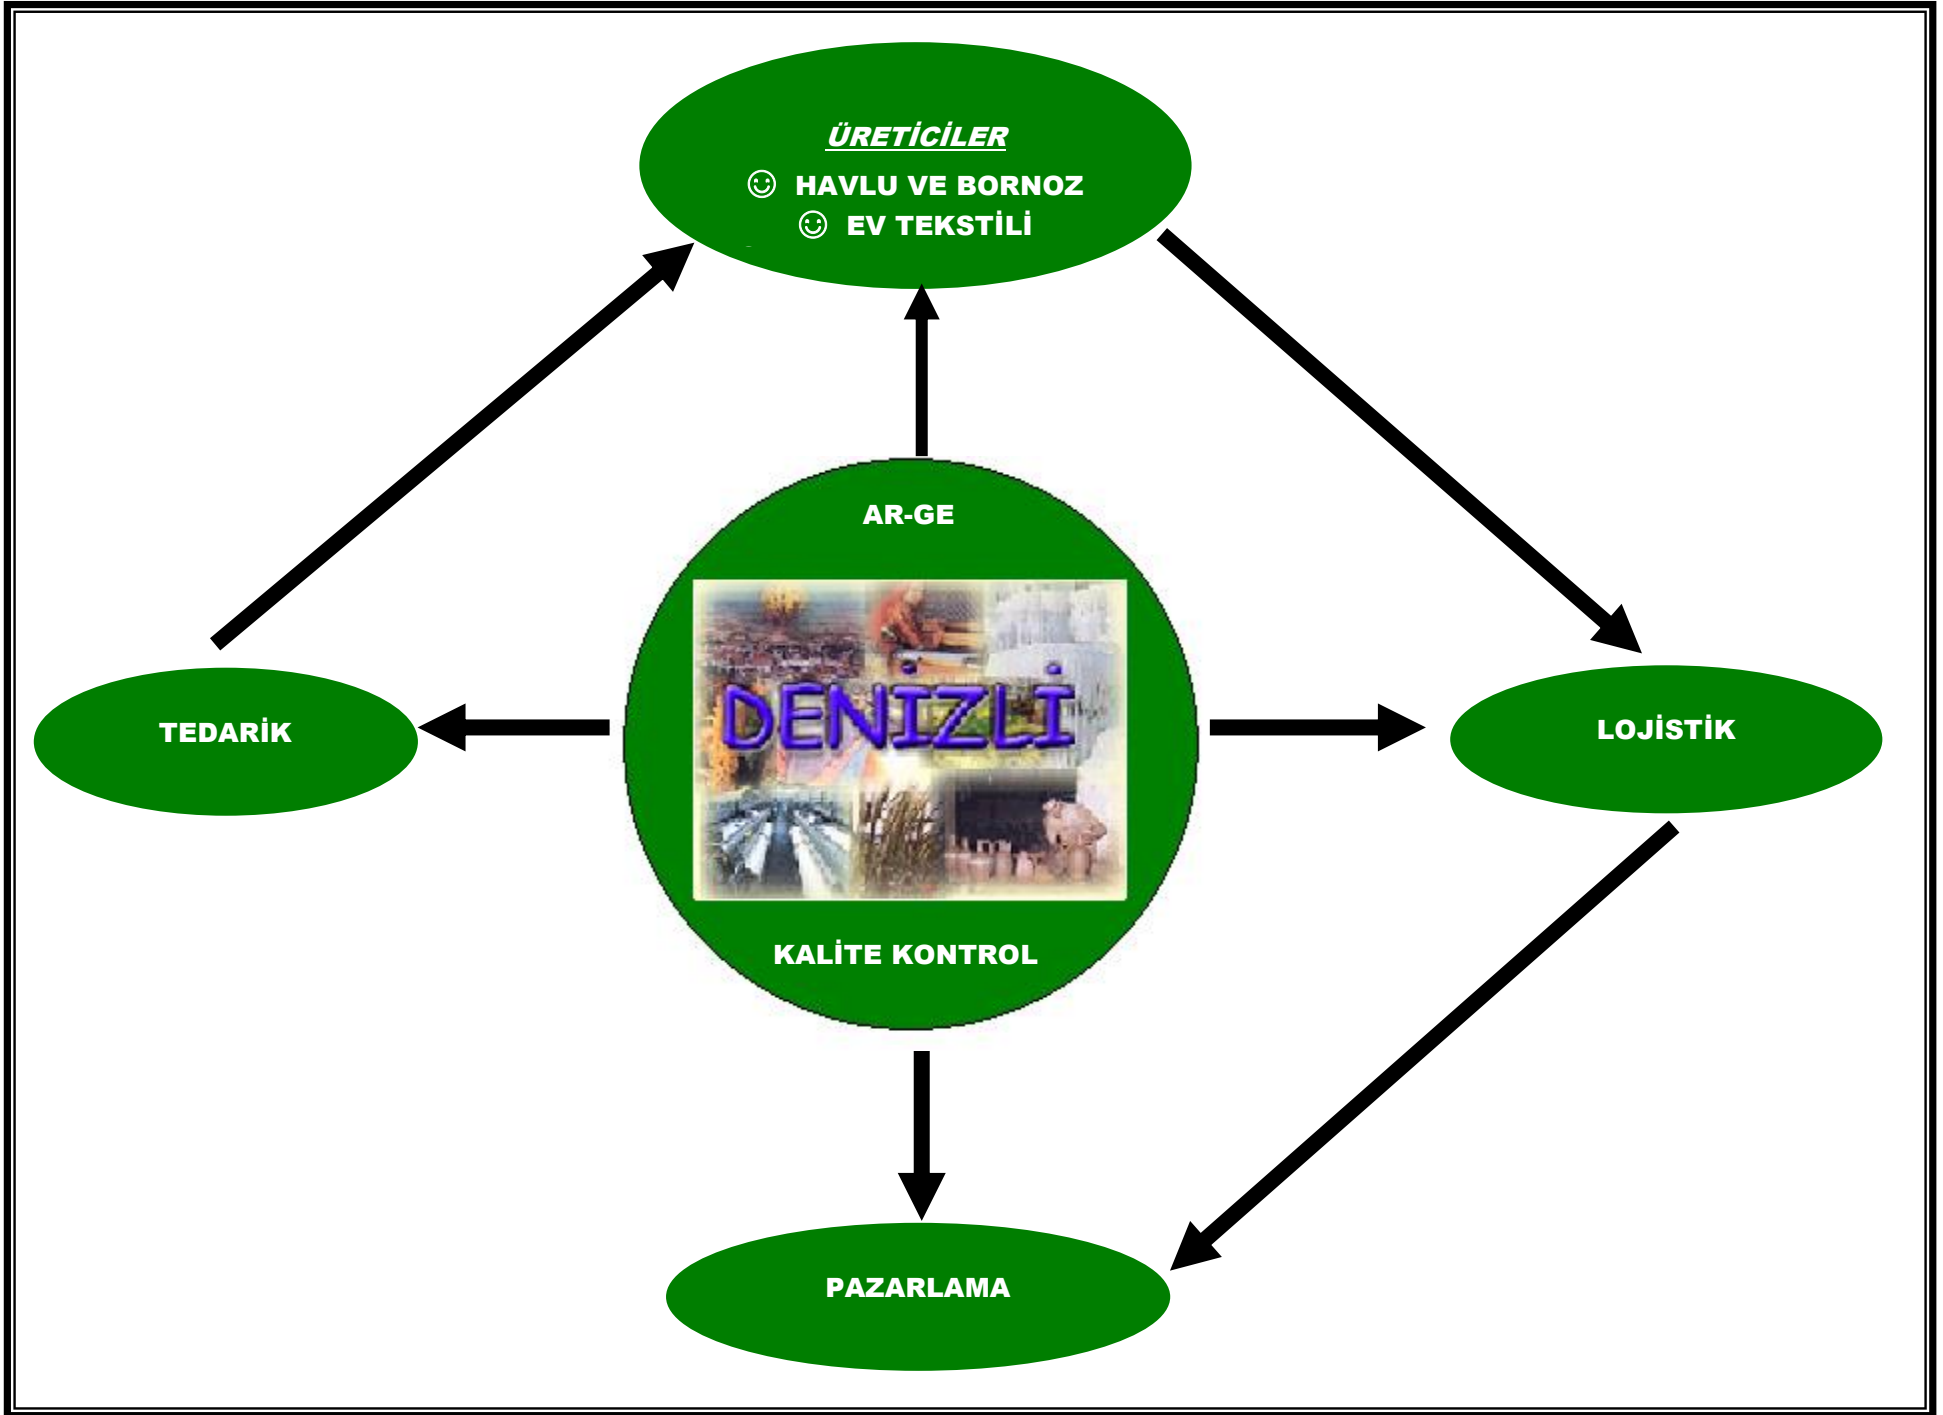 ÜRETİCİLER
☺ HAVLU VE BORNOZ
☺ EV TEKSTİLİ
AR-GE
DENİZLİ
TEDARİK
LOJİSTİK
KALİTE KONTROL
PAZARLAMA